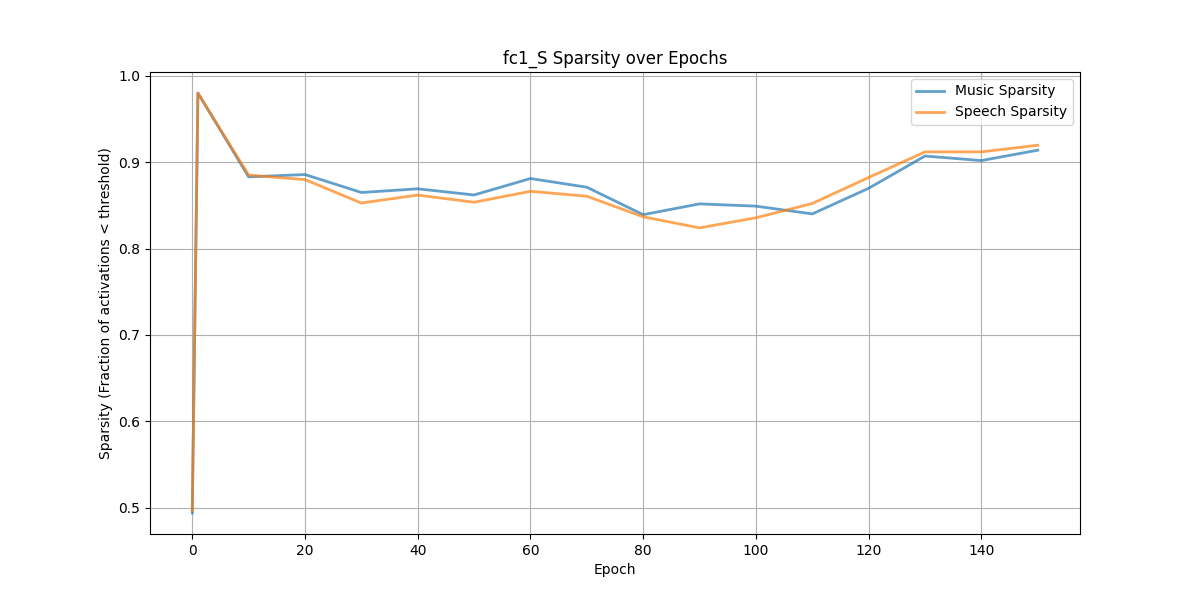 fc1_S Sparsity over Epochs
Sparsity (Fraction of activations < threshold)
1.0
0.9
0.8
0.7
0.6
0.5
Music Sparsity
Speech Sparsity
0 20 40 60 80 100 120 140
Epoch